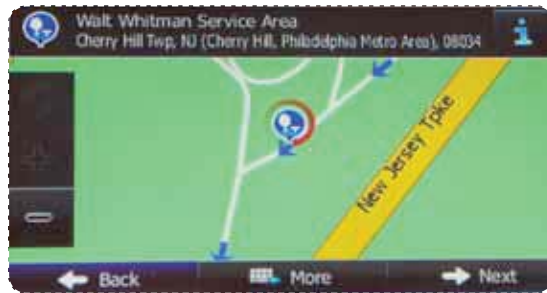 Walt Whitman Service Area
Cherry Hill Twp, NJ (Cherry Hill, Philadelphia Metro Area), 08034
i
New Jersey Tpke
Back
More
Next